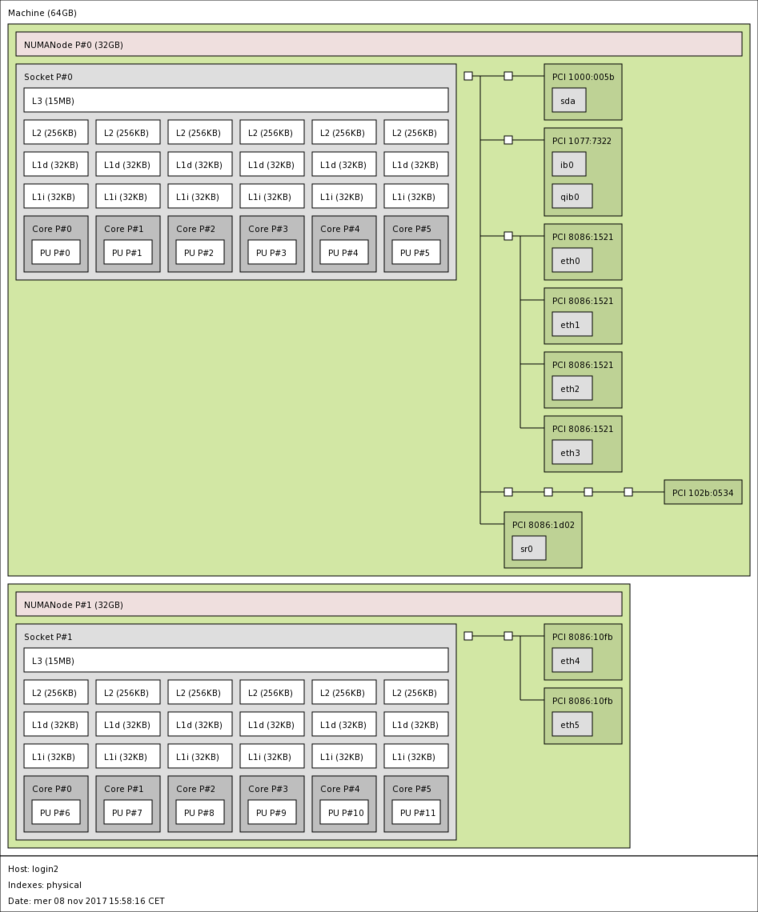 Machine (64GB)
NUMANode P#0 (32GB)
Socket P#0
L3 (15MB)
L2 (256KB) L2 (256KB) L2 (256KB) L2 (256KB) L2 (256KB) L2 (256KB)
L1d (32KB) L1d (32KB) L1d (32KB) L1d (32KB) L1d (32KB) L1d (32KB)
L1i (32KB) L1i (32KB) L1i (32KB) L1i (32KB) L1i (32KB) L1i (32KB)
Core P#0 Core P#1 Core P#2 Core P#3 Core P#4 Core P#5
PU P#0 PU P#1 PU P#2 PU P#3 PU P#4 PU P#5
PCI 1000:005b
sda
PCI 1077:7322
ib0
qib0
PCI 8086:1521
eth0
PCI 8086:1521
eth1
PCI 8086:1521
eth2
PCI 8086:1521
eth3
PCI 102b:0534
PCI 8086:1d02
sr0
NUMANode P#1 (32GB)
Socket P#1
L3 (15MB)
L2 (256KB) L2 (256KB) L2 (256KB) L2 (256KB) L2 (256KB) L2 (256KB)
L1d (32KB) L1d (32KB) L1d (32KB) L1d (32KB) L1d (32KB) L1d (32KB)
L1i (32KB) L1i (32KB) L1i (32KB) L1i (32KB) L1i (32KB) L1i (32KB)
Core P#0 Core P#1 Core P#2 Core P#3 Core P#4 Core P#5
PU P#6 PU P#7 PU P#8 PU P#9 PU P#10 PU P#11
PCI 8086:10fb
eth4
PCI 8086:10fb
eth5
Host: login2
Indexes: physical
Date: mer 08 nov 2017 15:58:16 CET